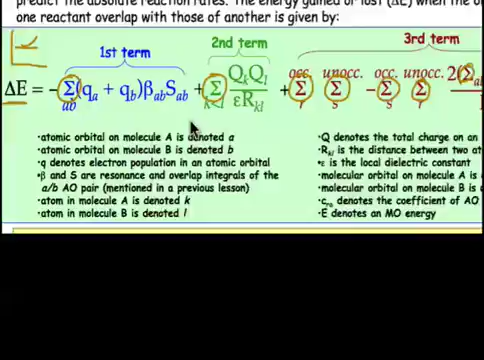 predict the absolute reaction rates. The energy gained or lost (ΔE) when the o
one reactant overlap with those of another is given by:
1st term 2nd term 3rd term
ΔE = - Σ(qa + qb)βabSab + Σ QkQl / εRkl + Σ Σ - Σ Σ 2(Σab
ab k<l occ. unocc. occ. unocc.
r s s r
•atomic orbital on molecule A is denoted a
•atomic orbital on molecule B is denoted b
•q denotes electron population in an atomic orbital
•β and S are resonance and overlap integrals of the
a/b AO pair (mentioned in a previous lesson)
•atom in molecule A is denoted k
•atom in molecule B is denoted l
•Q denotes the total charge on an
•Rkl is the distance between two at
•ε is the local dielectric constant
•molecular orbital on molecule A is
•molecular orbital on molecule B is
•cra denotes the coefficient of AO
•E denotes an MO energy